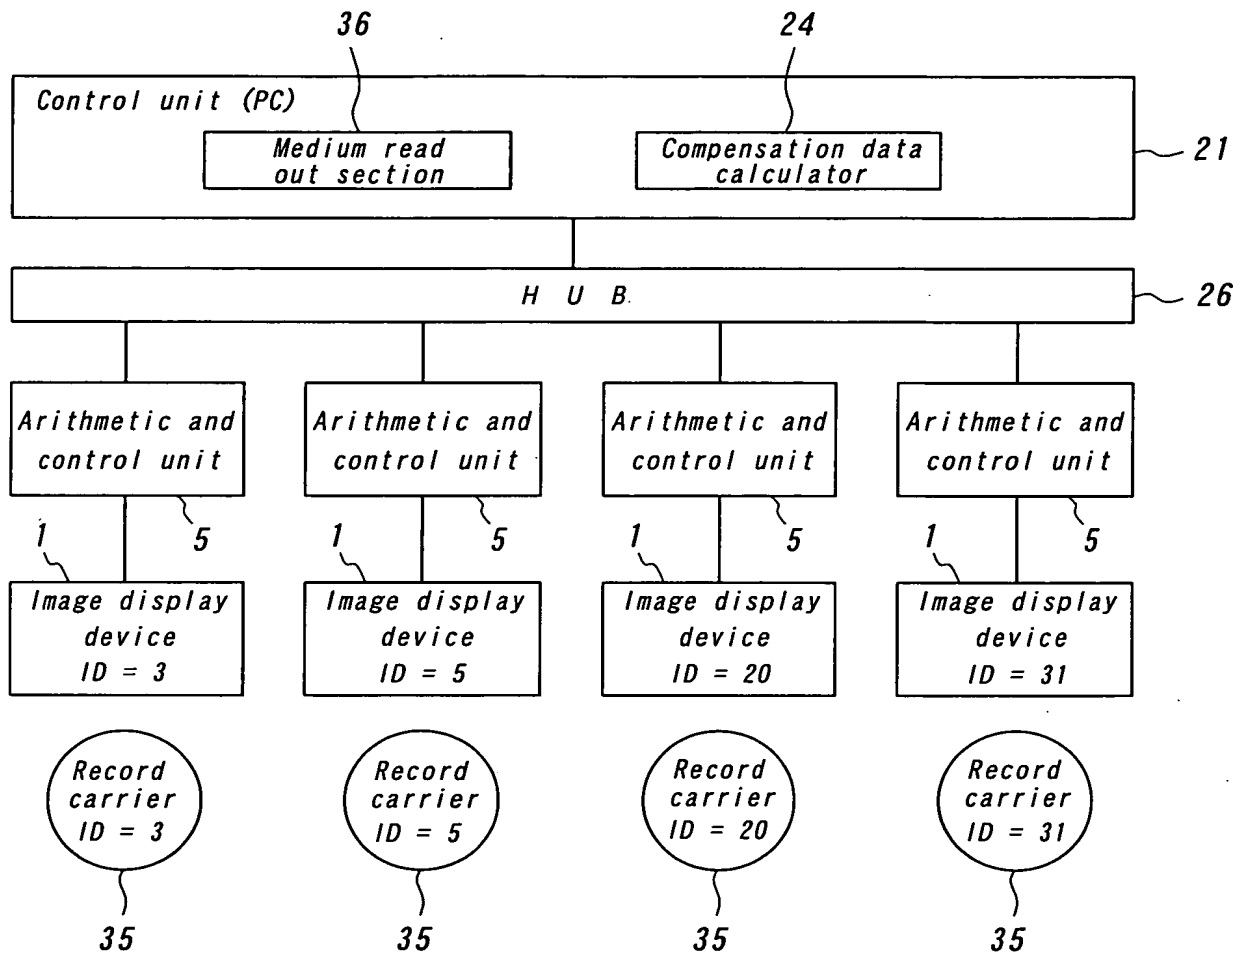 36
24
Control unit (PC)
Medium read
out section
Compensation data
calculator
21
H U B
26
Arithmetic and
control unit
Arithmetic and
control unit
Arithmetic and
control unit
Arithmetic and
control unit
1
5
1
5
1
5
1
5
Image display
device
ID = 3
Image display
device
ID = 5
Image display
device
ID = 20
Image display
device
ID = 31
Record
carrier
ID = 3
Record
carrier
ID = 5
Record
carrier
ID = 20
Record
carrier
ID = 31
35
35
35
35